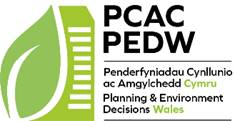 PCAC
PEDW
Penderfyniadau Cynllunio
ac Amgylchedd Cymru
Planning & Environment
Decisions Wales